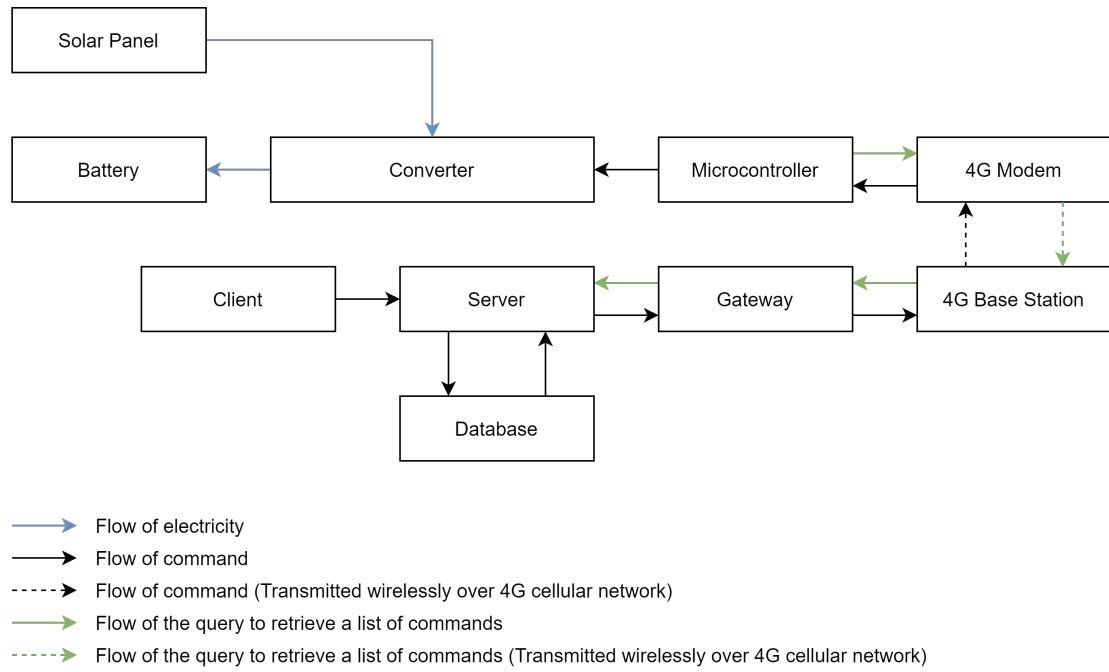 Solar Panel
Battery
Converter
Microcontroller
4G Modem
Client
Server
Gateway
4G Base Station
Database
Flow of electricity
Flow of command
Flow of command (Transmitted wirelessly over 4G cellular network)
Flow of the query to retrieve a list of commands
Flow of the query to retrieve a list of commands (Transmitted wirelessly over 4G cellular network)